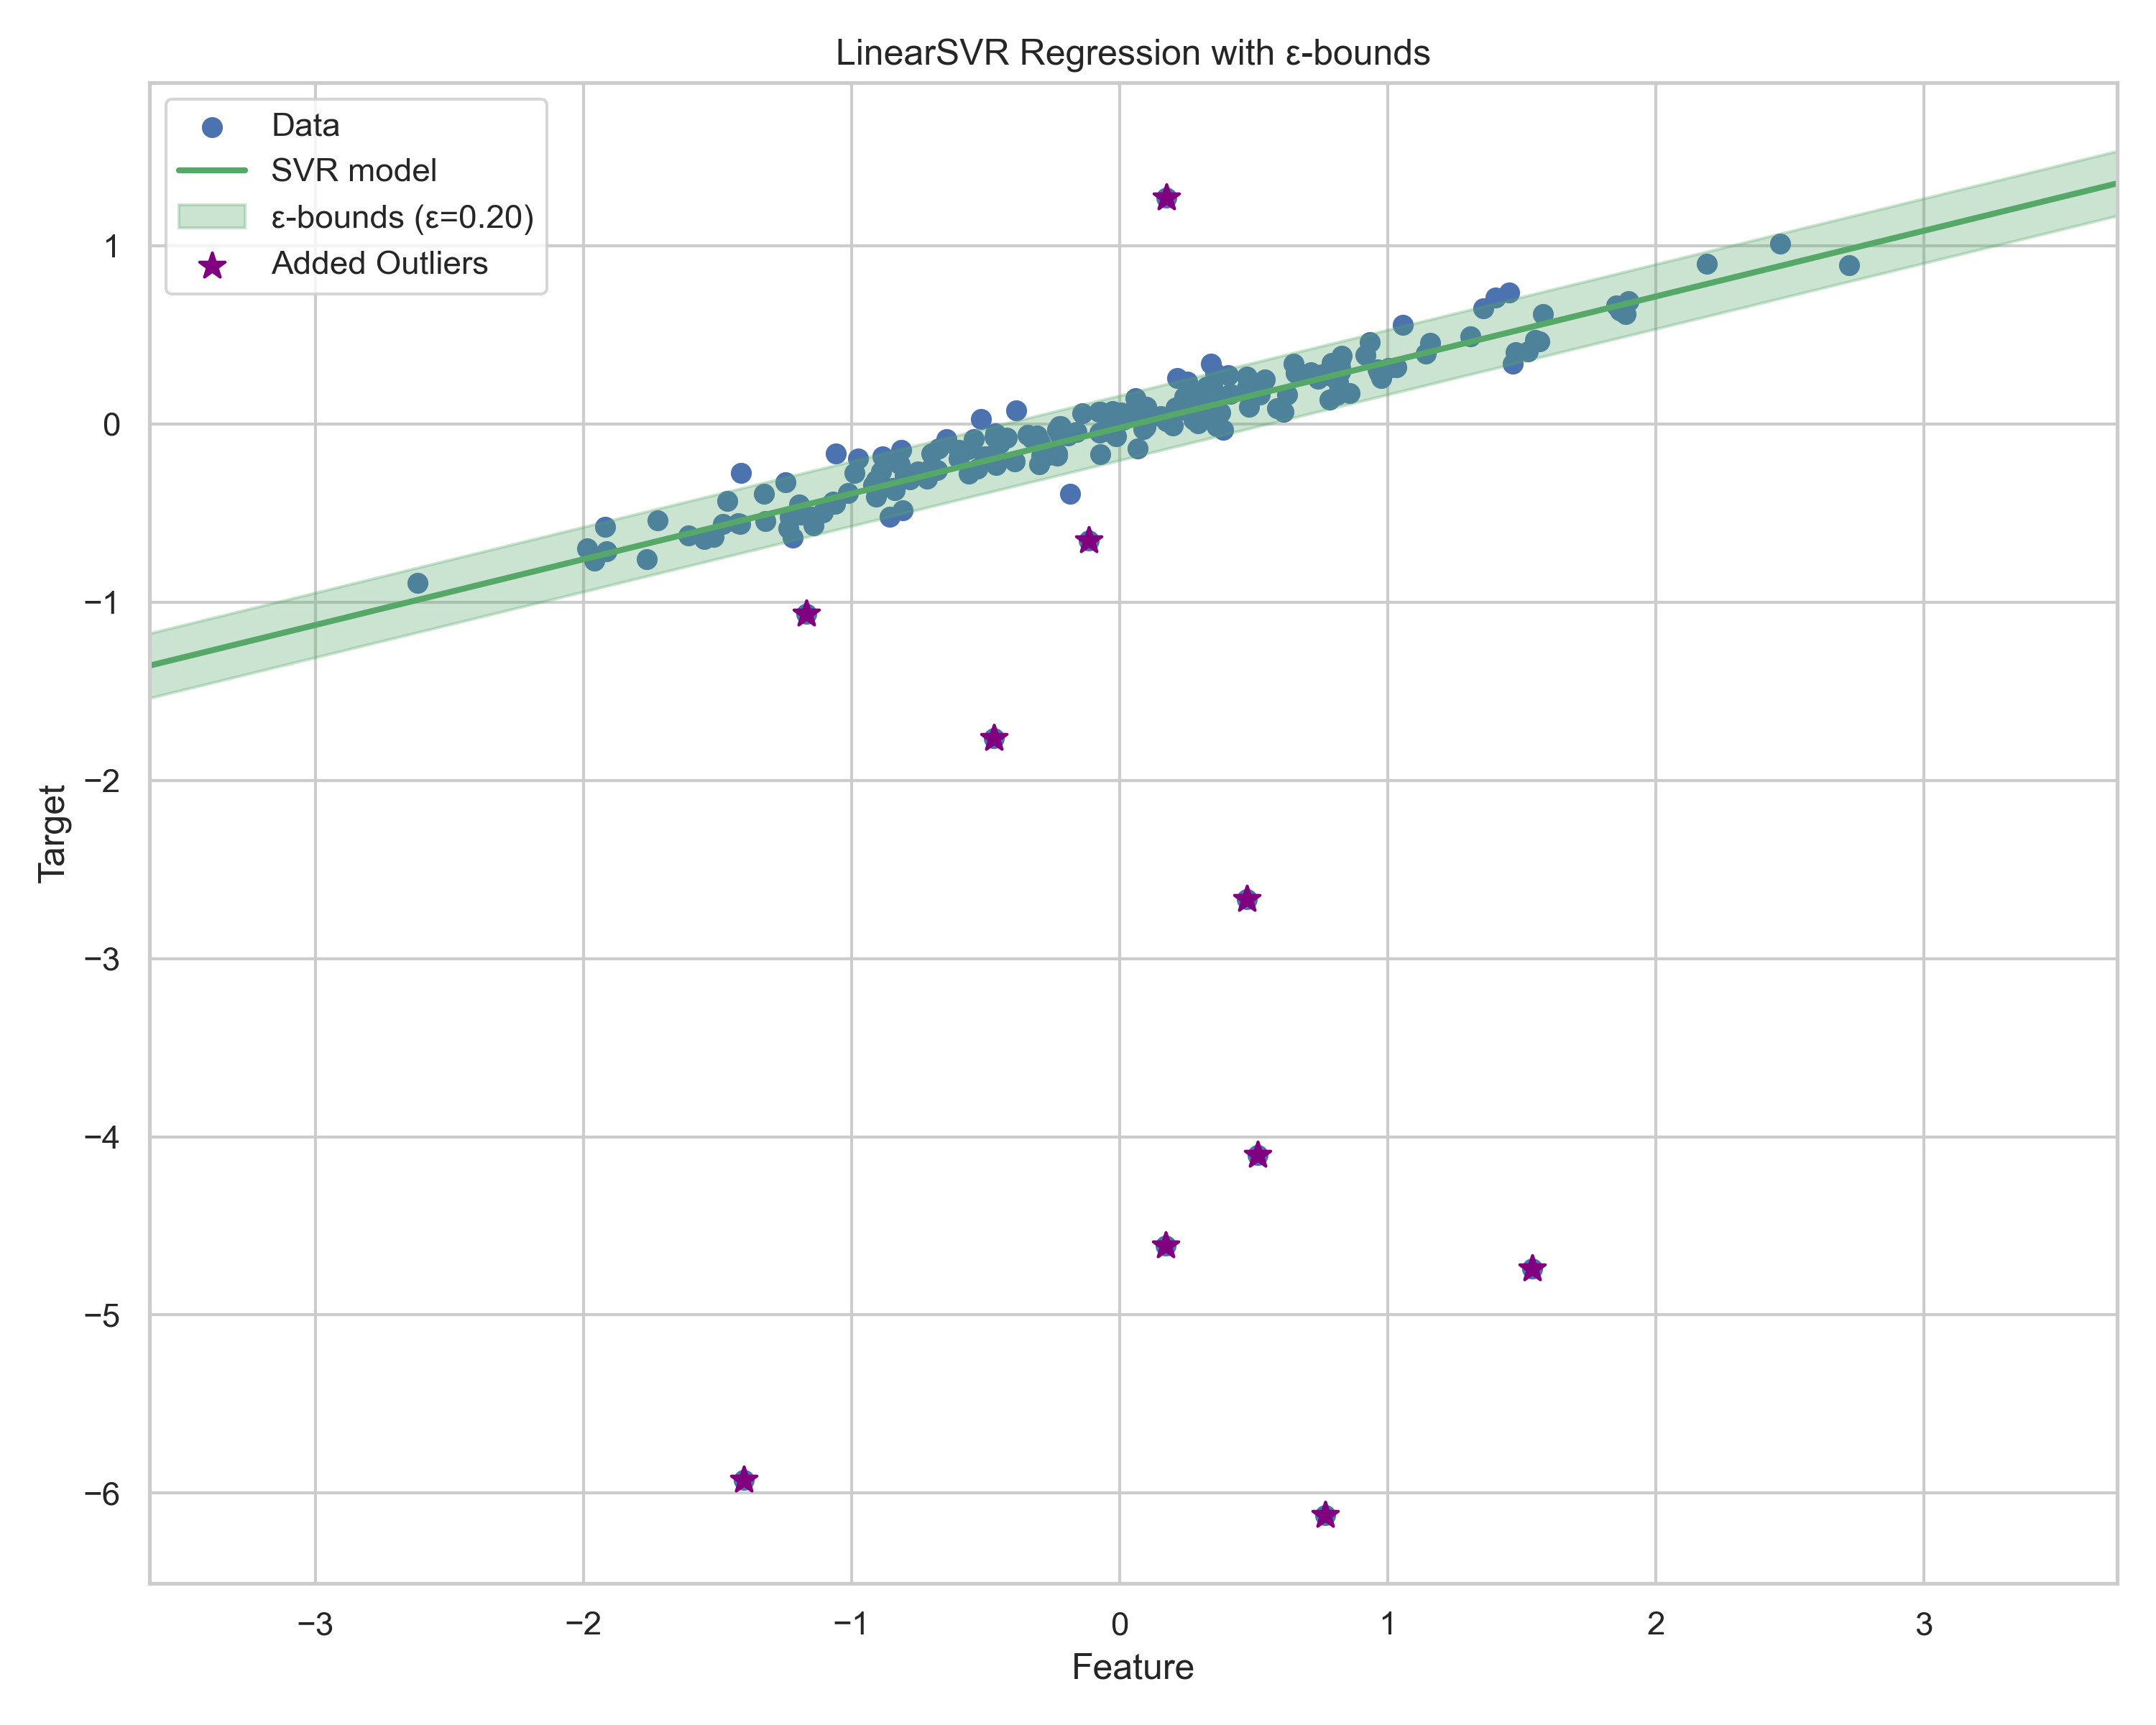 LinearSVR Regression with ε-bounds
Data
SVR model
ε-bounds (ε=0.20)
Added Outliers
1
0
−1
−2
−3
−4
−5
−6
Target
−3 −2 −1 0 1 2 3
Feature